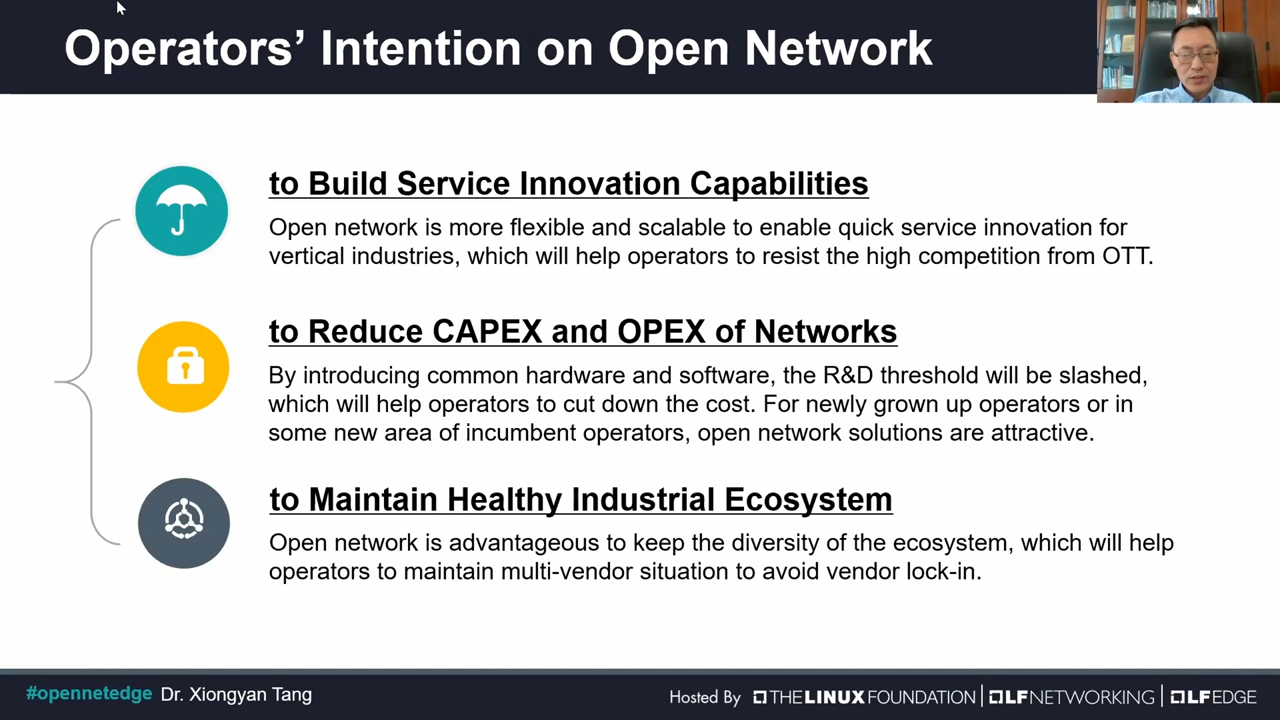 Operators’ Intention on Open Network
to Build Service Innovation Capabilities
Open network is more flexible and scalable to enable quick service innovation for
vertical industries, which will help operators to resist the high competition from OTT.
to Reduce CAPEX and OPEX of Networks
By introducing common hardware and software, the R&D threshold will be slashed,
which will help operators to cut down the cost. For newly grown up operators or in
some new area of incumbent operators, open network solutions are attractive.
to Maintain Healthy Industrial Ecosystem
Open network is advantageous to keep the diversity of the ecosystem, which will help
operators to maintain multi-vendor situation to avoid vendor lock-in.
#opennetedge Dr. Xiongyan Tang
Hosted By THE LINUX FOUNDATION | LF NETWORKING | LF EDGE